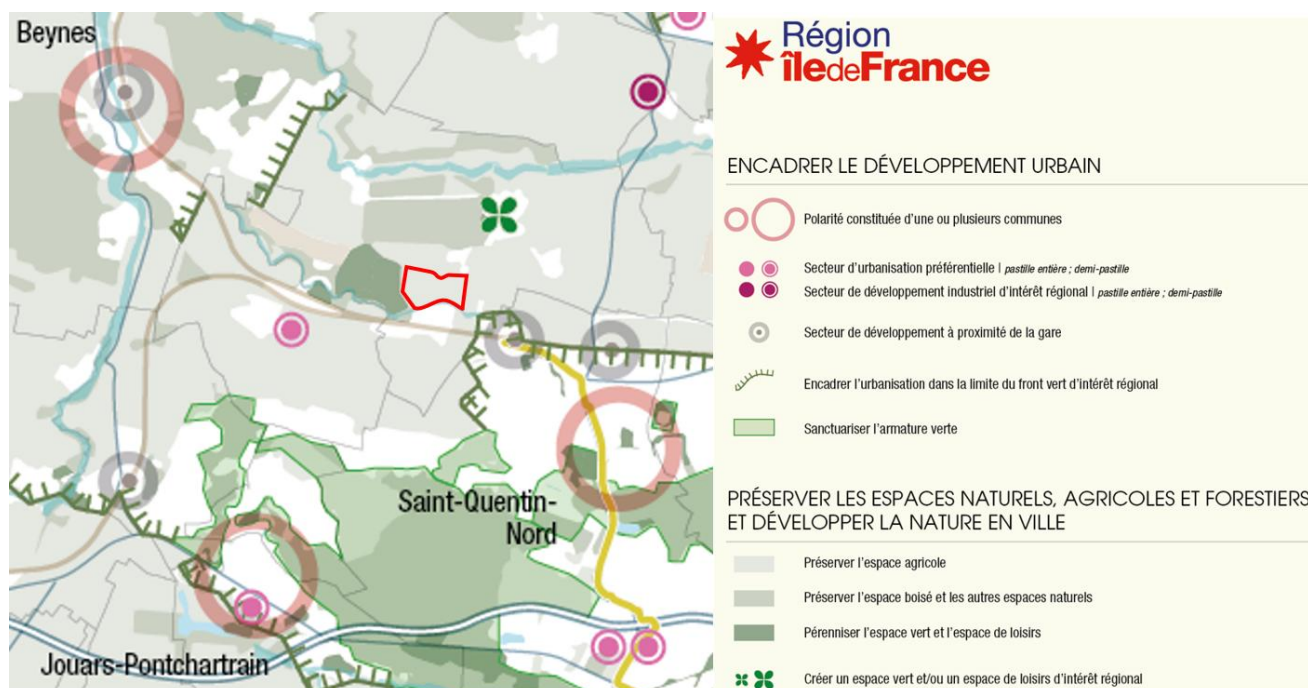 Beynes
Saint-Quentin-
Nord
Jouars-Pontchartrain
Région
îledeFrance
ENCADRER LE DÉVELOPPEMENT URBAIN
Polarité constituée d'une ou plusieurs communes
Secteur d'urbanisation préférentielle | pastille entière ; demi-pastille
Secteur de développement industriel d'intérêt régional | pastille entière ; demi-pastille
Secteur de développement à proximité de la gare
Encadrer l'urbanisation dans la limite du front vert d'intérêt régional
Sanctuariser l'armature verte
PRÉSERVER LES ESPACES NATURELS, AGRICOLES ET FORESTIERS
ET DÉVELOPPER LA NATURE EN VILLE
Préserver l'espace agricole
Préserver l'espace boisé et les autres espaces naturels
Pérenniser l'espace vert et l'espace de loisirs
Créer un espace vert et/ou un espace de loisirs d'intérêt régional